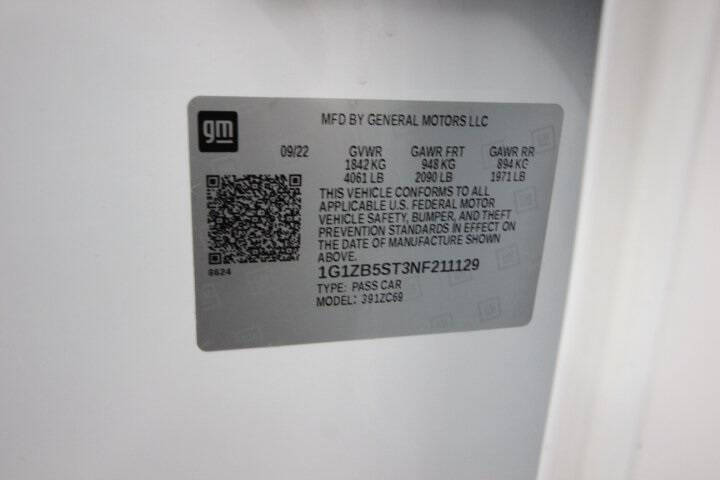 gm
MFD BY GENERAL MOTORS LLC
09/22 GVWR GAWR FRT GAWR RR
1842 KG 948 KG 894 KG
4061 LB 2090 LB 1971 LB
THIS VEHICLE CONFORMS TO ALL
APPLICABLE U.S. FEDERAL MOTOR
VEHICLE SAFETY, BUMPER, AND THEFT
PREVENTION STANDARDS IN EFFECT ON
THE DATE OF MANUFACTURE SHOWN
ABOVE.
8624
1G1ZB5ST3NF211129
TYPE: PASS CAR
MODEL: 391ZC69